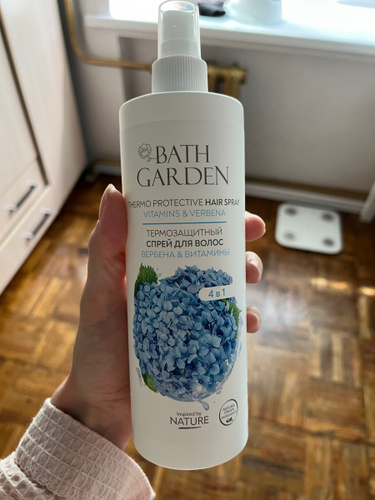 BATH
GARDEN
THERMO PROTECTIVE HAIR SPRAY
VITAMINS & VERBENA
ТЕРМОЗАЩИТНЫЙ
СПРЕЙ ДЛЯ ВОЛОС
ВЕРБЕНА & ВИТАМИНЫ
4 в 1
Inspired by
NATURE